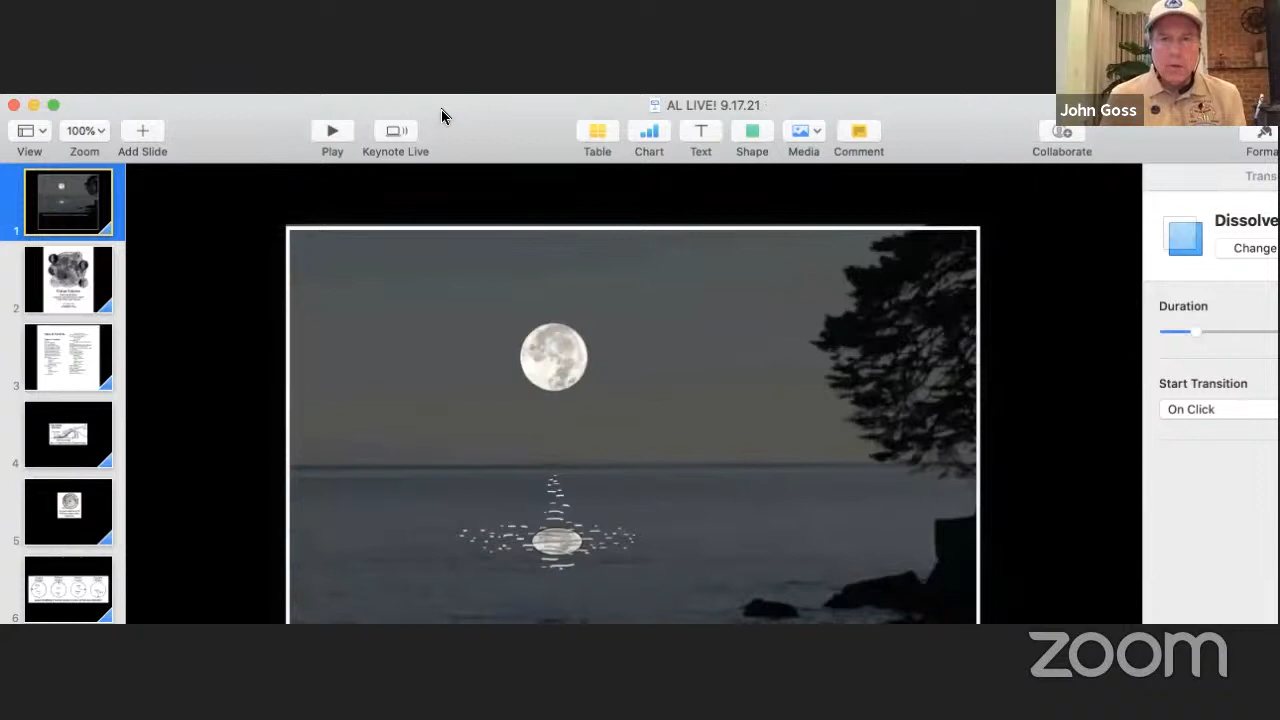 John Goss
AL LIVE! 9.17.21
100%
View
Zoom
Add Slide
Play
Keynote Live
Table
Chart
Text
Shape
Media
Comment
Collaborate
Forma
Trans
1
2
3
4
5
6
Dissolve
Change
Duration
Start Transition
On Click
zoom